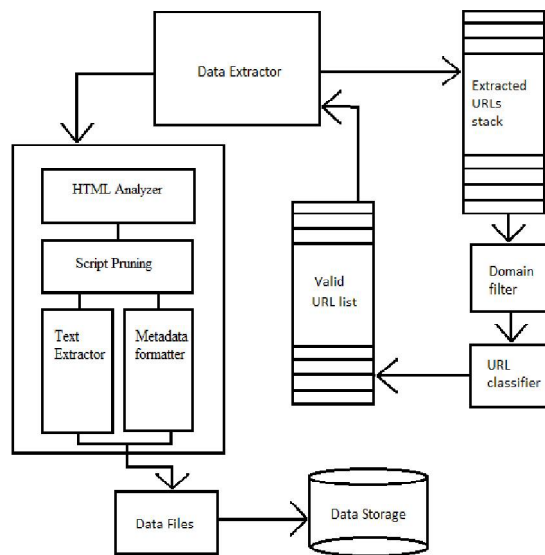 Data Extractor
Extracted
URLs
stack
HTML Analyzer
Script Pruning
Text
Extractor
Metadata
formatter
Valid
URL list
Domain
filter
URL
classifier
Data Files
Data Storage